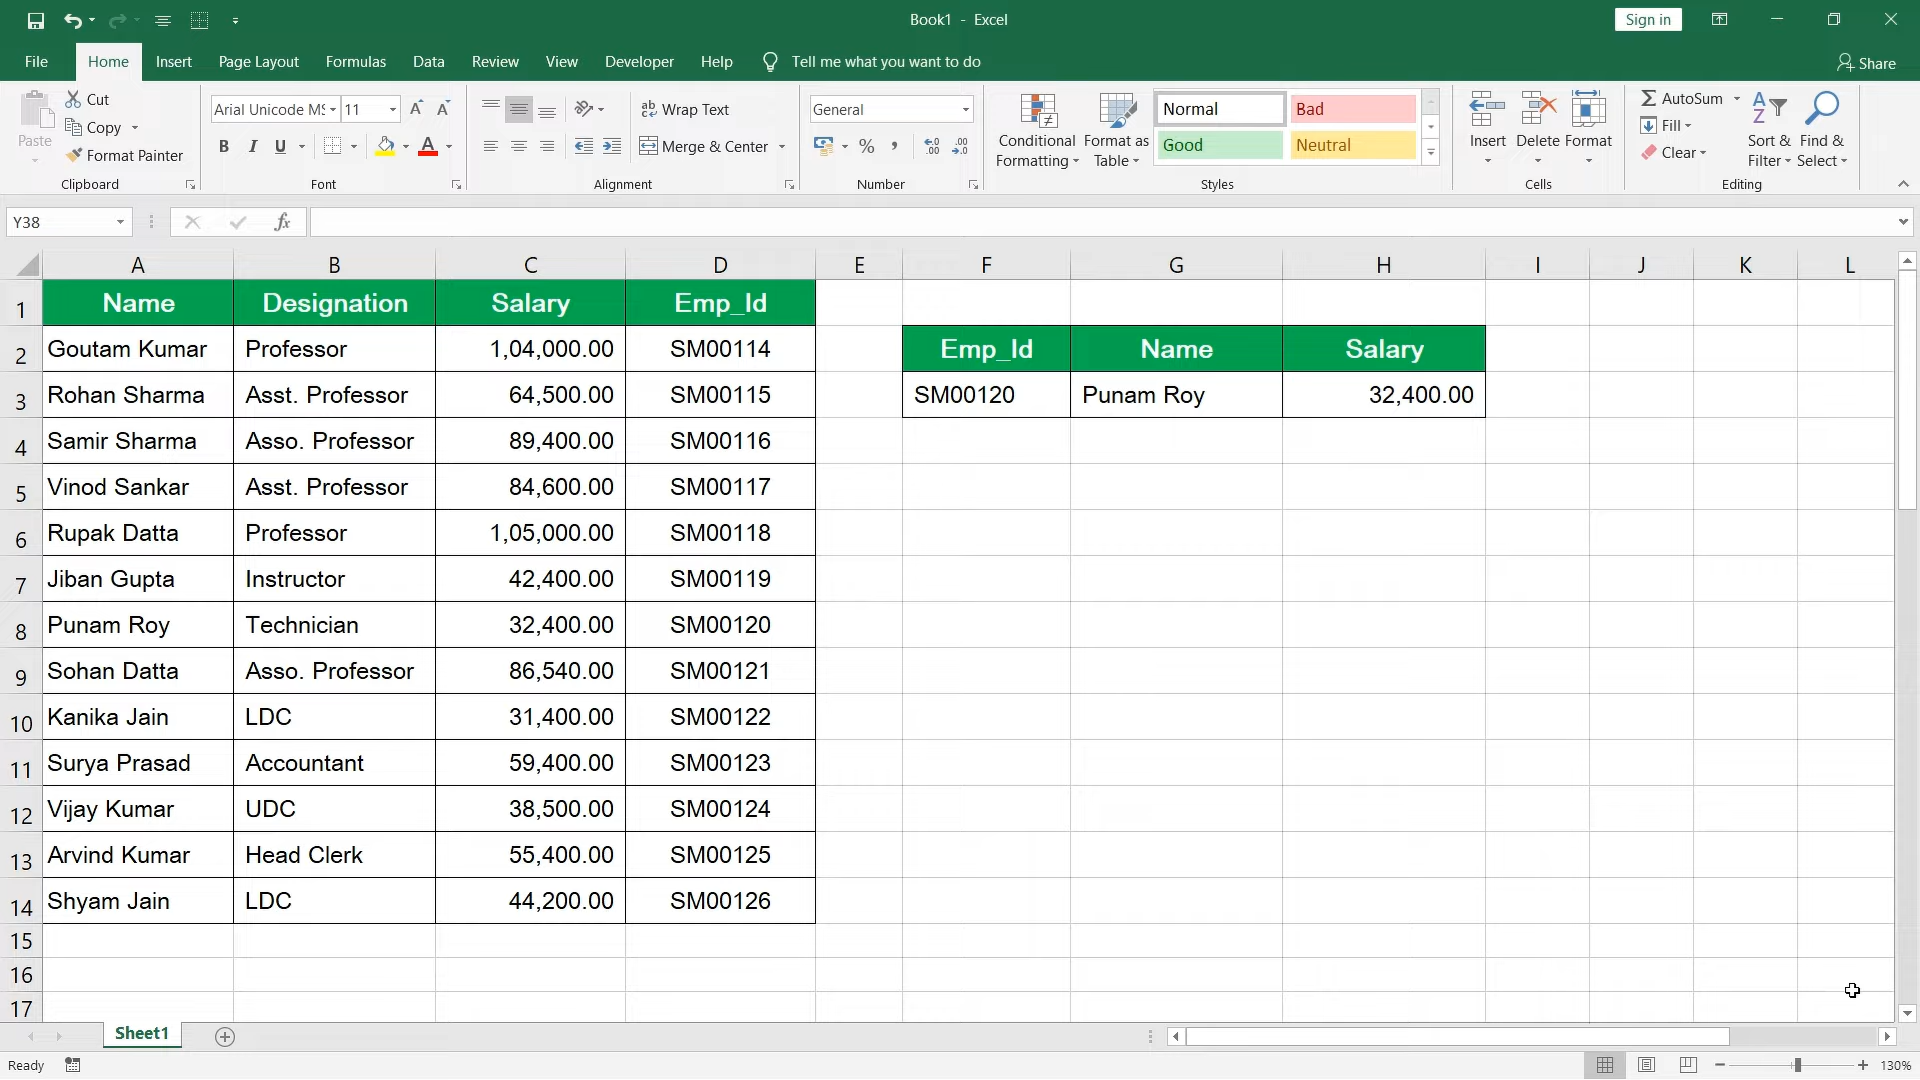 Book1 - Excel
Sign in
File Home Insert Page Layout Formulas Data Review View Developer Help Tell me what you want to do Share
Paste
Cut
Copy
Format Painter
Clipboard
Arial Unicode MS 11
B I U
Font
Wrap Text
Merge & Center
Alignment
General
%
Number
Conditional Formatting
Format as Table
Normal Bad
Good Neutral
Styles
Insert Delete Format
Cells
AutoSum
Fill
Clear
Sort & Filter
Find & Select
Editing
Y38 fx
A B C D E F G H I J K L
1 Name Designation Salary Emp_Id
2 Goutam Kumar Professor 1,04,000.00 SM00114 Emp_Id Name Salary
3 Rohan Sharma Asst. Professor 64,500.00 SM00115 SM00120 Punam Roy 32,400.00
4 Samir Sharma Asso. Professor 89,400.00 SM00116
5 Vinod Sankar Asst. Professor 84,600.00 SM00117
6 Rupak Datta Professor 1,05,000.00 SM00118
7 Jiban Gupta Instructor 42,400.00 SM00119
8 Punam Roy Technician 32,400.00 SM00120
9 Sohan Datta Asso. Professor 86,540.00 SM00121
10 Kanika Jain LDC 31,400.00 SM00122
11 Surya Prasad Accountant 59,400.00 SM00123
12 Vijay Kumar UDC 38,500.00 SM00124
13 Arvind Kumar Head Clerk 55,400.00 SM00125
14 Shyam Jain LDC 44,200.00 SM00126
15
16
17
Sheet1
Ready 130%